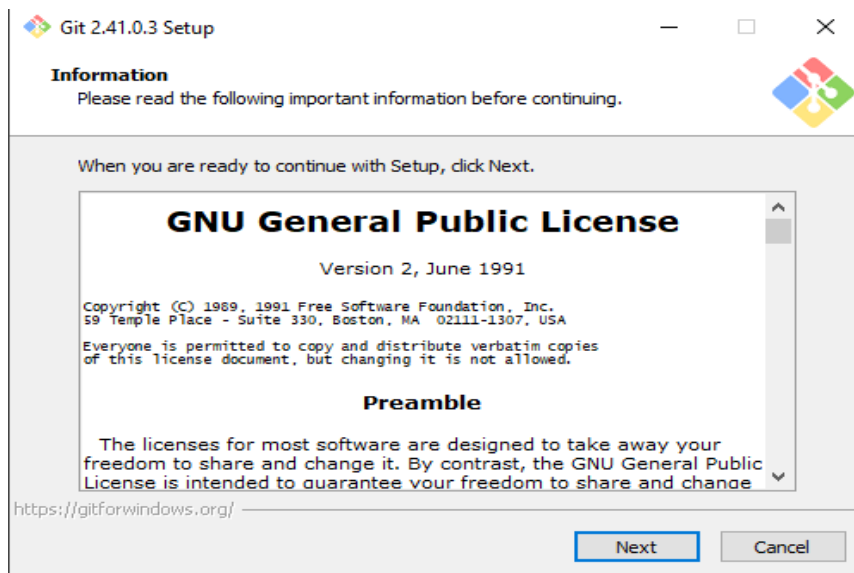 Git 2.41.0.3 Setup
Information
Please read the following important information before continuing.
When you are ready to continue with Setup, click Next.
GNU General Public License
Version 2, June 1991
Copyright (C) 1989, 1991 Free Software Foundation, Inc.
59 Temple Place - Suite 330, Boston, MA  02111-1307, USA
Everyone is permitted to copy and distribute verbatim copies
of this license document, but changing it is not allowed.
Preamble
The licenses for most software are designed to take away your
freedom to share and change it. By contrast, the GNU General Public
License is intended to guarantee your freedom to share and change
https://gitforwindows.org/
Next
Cancel